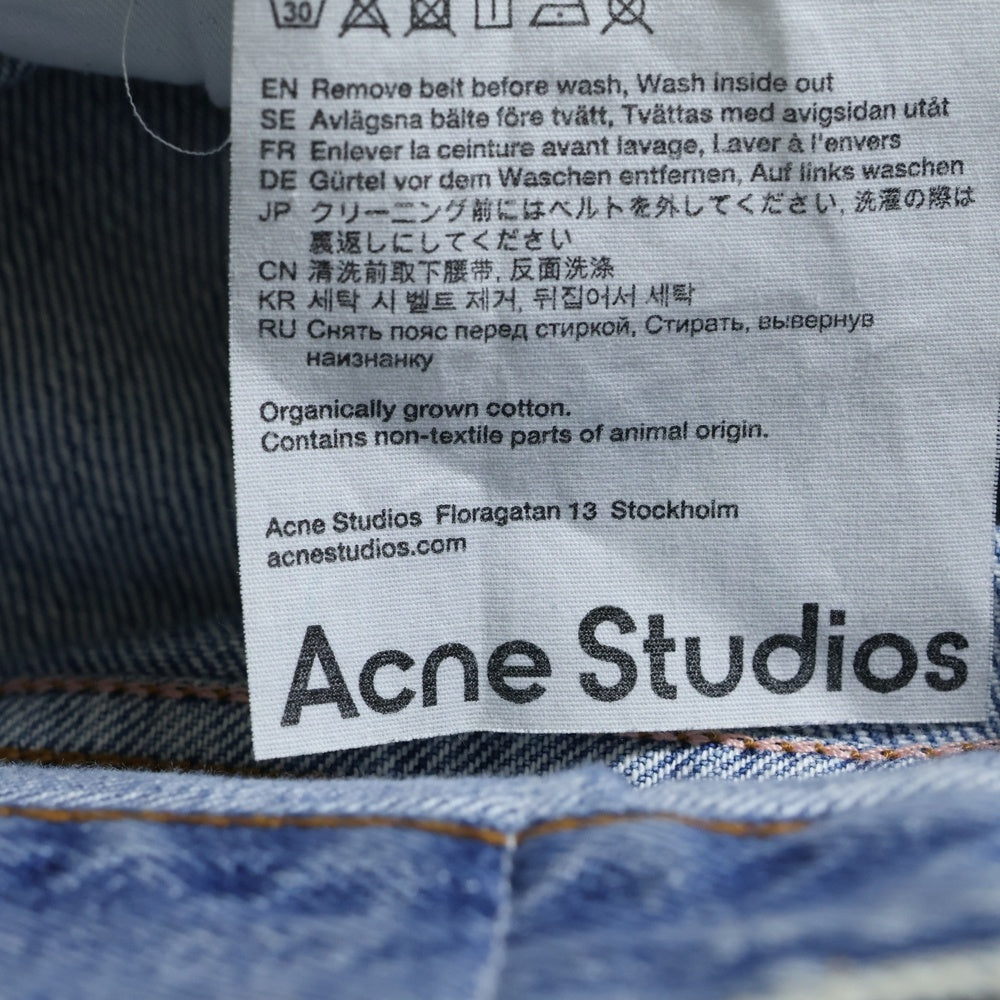 30
EN Remove belt before wash, Wash inside out
SE Avlägsna bälte före tvätt, Tvättas med avigsidan utåt
FR Enlever la ceinture avant lavage, Laver à l'envers
DE Gürtel vor dem Waschen entfernen, Auf links waschen
JP クリーニング前にはベルトを外してください, 洗濯の際は
裏返しにしてください
CN 清洗前取下腰带, 反面洗涤
KR 세탁 시 벨트 제거, 뒤집어서 세탁
RU Снять пояс перед стиркой, Стирать, вывернув
наизнанку
Organically grown cotton.
Contains non-textile parts of animal origin.
Acne Studios Floragatan 13 Stockholm
acnestudios.com
Acne Studios